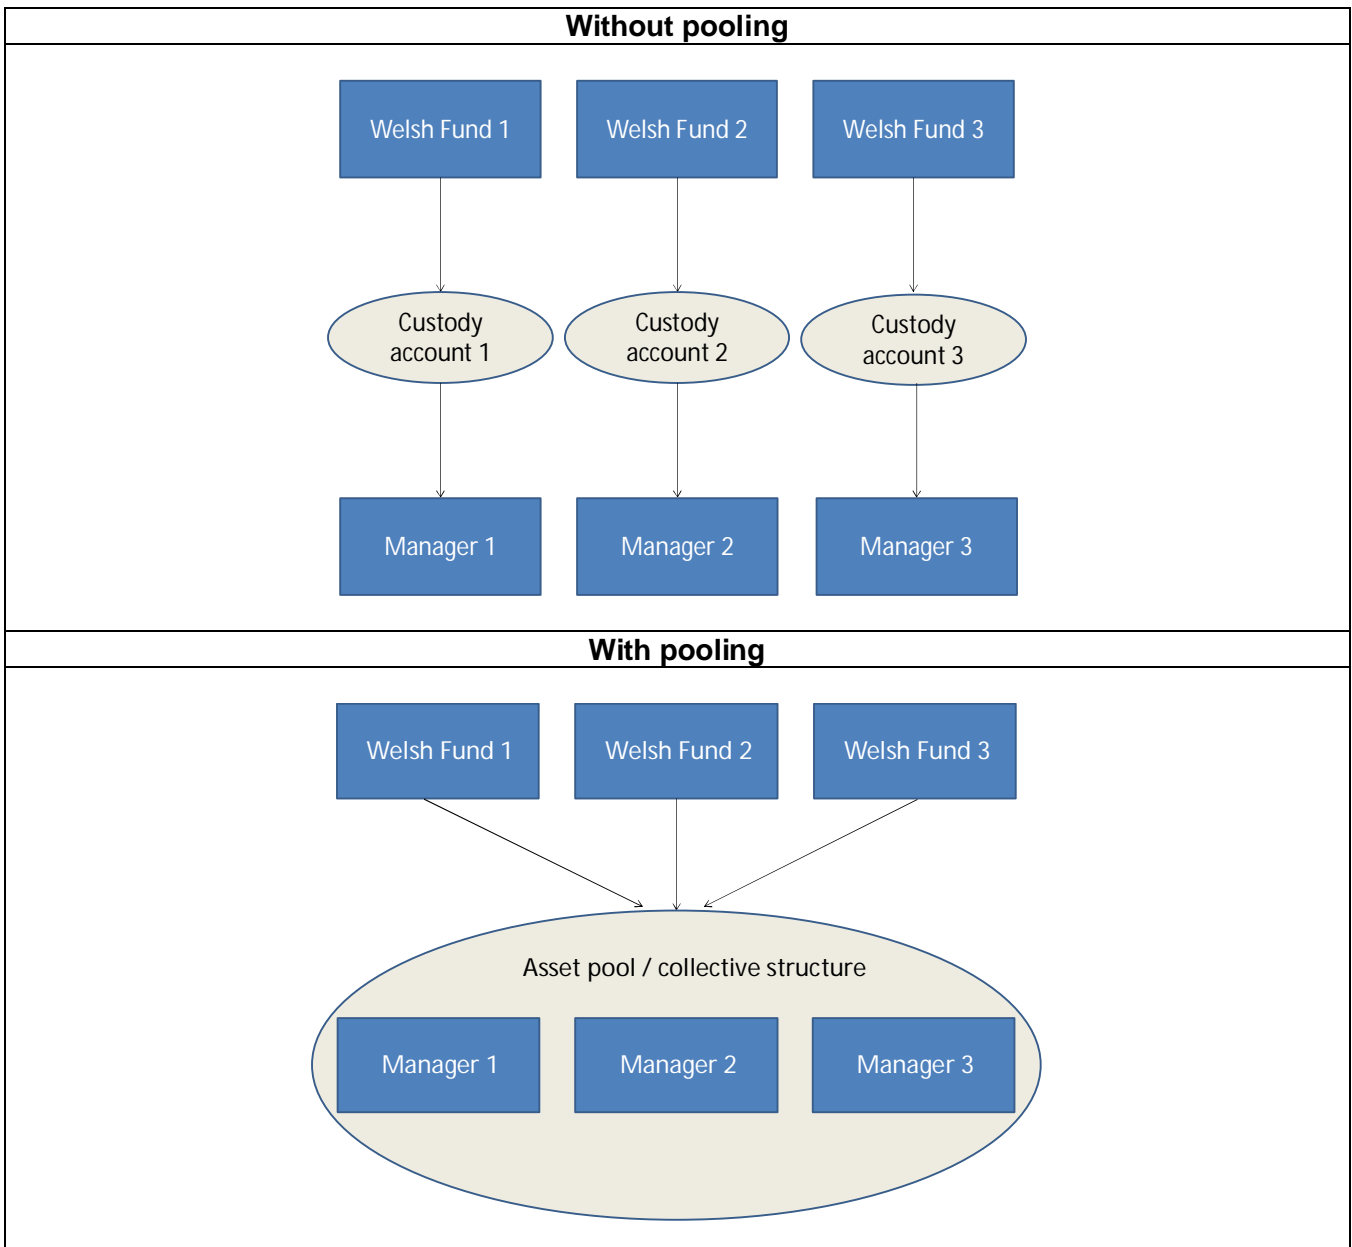 Without pooling
Welsh Fund 1
Welsh Fund 2
Welsh Fund 3
Custody
account 1
Custody
account 2
Custody
account 3
Manager 1
Manager 2
Manager 3
With pooling
Welsh Fund 1
Welsh Fund 2
Welsh Fund 3
Asset pool / collective structure
Manager 1
Manager 2
Manager 3